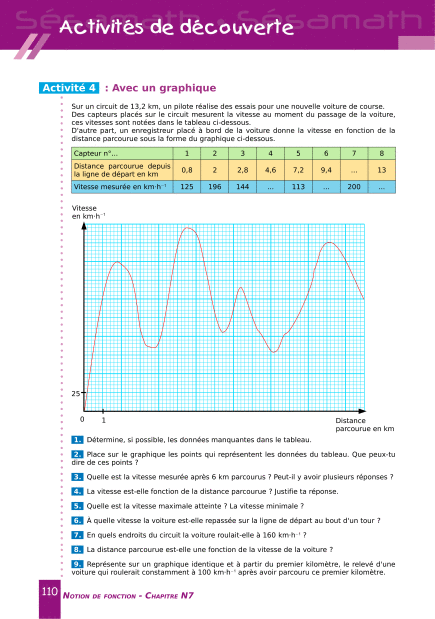 Sésamath • Sésamath
Activités de découverte
Activité 4 : Avec un graphique
Sur un circuit de 13,2 km, un pilote réalise des essais pour une nouvelle voiture de course.
Des capteurs placés sur le circuit mesurent la vitesse au moment du passage de la voiture,
ces vitesses sont notées dans le tableau ci-dessous.
D'autre part, un enregistreur placé à bord de la voiture donne la vitesse en fonction de la
distance parcourue sous la forme du graphique ci-dessous.
Capteur n°... 1 2 3 4 5 6 7 8
Distance parcourue depuis
la ligne de départ en km 0,8 2 2,8 4,6 7,2 9,4 ... 13
Vitesse mesurée en km·h⁻¹ 125 196 144 ... 113 ... 200 ...
Vitesse
en km·h⁻¹
25
0 1 Distance
parcourue en km
1. Détermine, si possible, les données manquantes dans le tableau.
2. Place sur le graphique les points qui représentent les données du tableau. Que peux-tu
dire de ces points ?
3. Quelle est la vitesse mesurée après 6 km parcourus ? Peut-il y avoir plusieurs réponses ?
4. La vitesse est-elle fonction de la distance parcourue ? Justifie ta réponse.
5. Quelle est la vitesse maximale atteinte ? La vitesse minimale ?
6. À quelle vitesse la voiture est-elle repassée sur la ligne de départ au bout d'un tour ?
7. En quels endroits du circuit la voiture roulait-elle à 160 km·h⁻¹ ?
8. La distance parcourue est-elle une fonction de la vitesse de la voiture ?
9. Représente sur un graphique identique et à partir du premier kilomètre, le relevé d'une
voiture qui roulerait constamment à 100 km·h⁻¹ après avoir parcouru ce premier kilomètre.
110 NOTION DE FONCTION - CHAPITRE N7